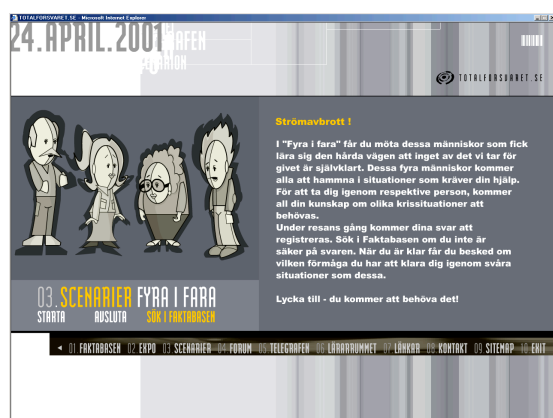 TOTALFORSVARET.SE - Microsoft Internet Explorer
24.APRIL.2001
TOTALFORSVARET.SE
Strömavbrott !
I "Fyra i fara" får du möta dessa människor som fick
lära sig den hårda vägen att inget av det vi tar för
givet är självklart. Dessa fyra människor kommer
alla att hammna i situationer som kräver din hjälp.
För att ta dig igenom respektive person, kommer
all din kunskap om olika krissituationer att
behövas.
Under resans gång kommer dina svar att
registreras. Sök i Faktabasen om du inte är
säker på svaren. När du är klar får du besked om
vilken förmåga du har att klara dig igenom svåra
situationer som dessa.
Lycka till - du kommer att behöva det!
03.SCENARIER FYRA I FARA
STARTA AVSLUTA SÖK I FAKTABASEN
01 FAKTABASEN 02 EXPO 03 SCENARIER 04 FORUM 05 TELEGRAFEN 06 LÄRARRUMMET 07 LÄNKAR 08 KONTAKT 09 SITEMAP 10 EXIT